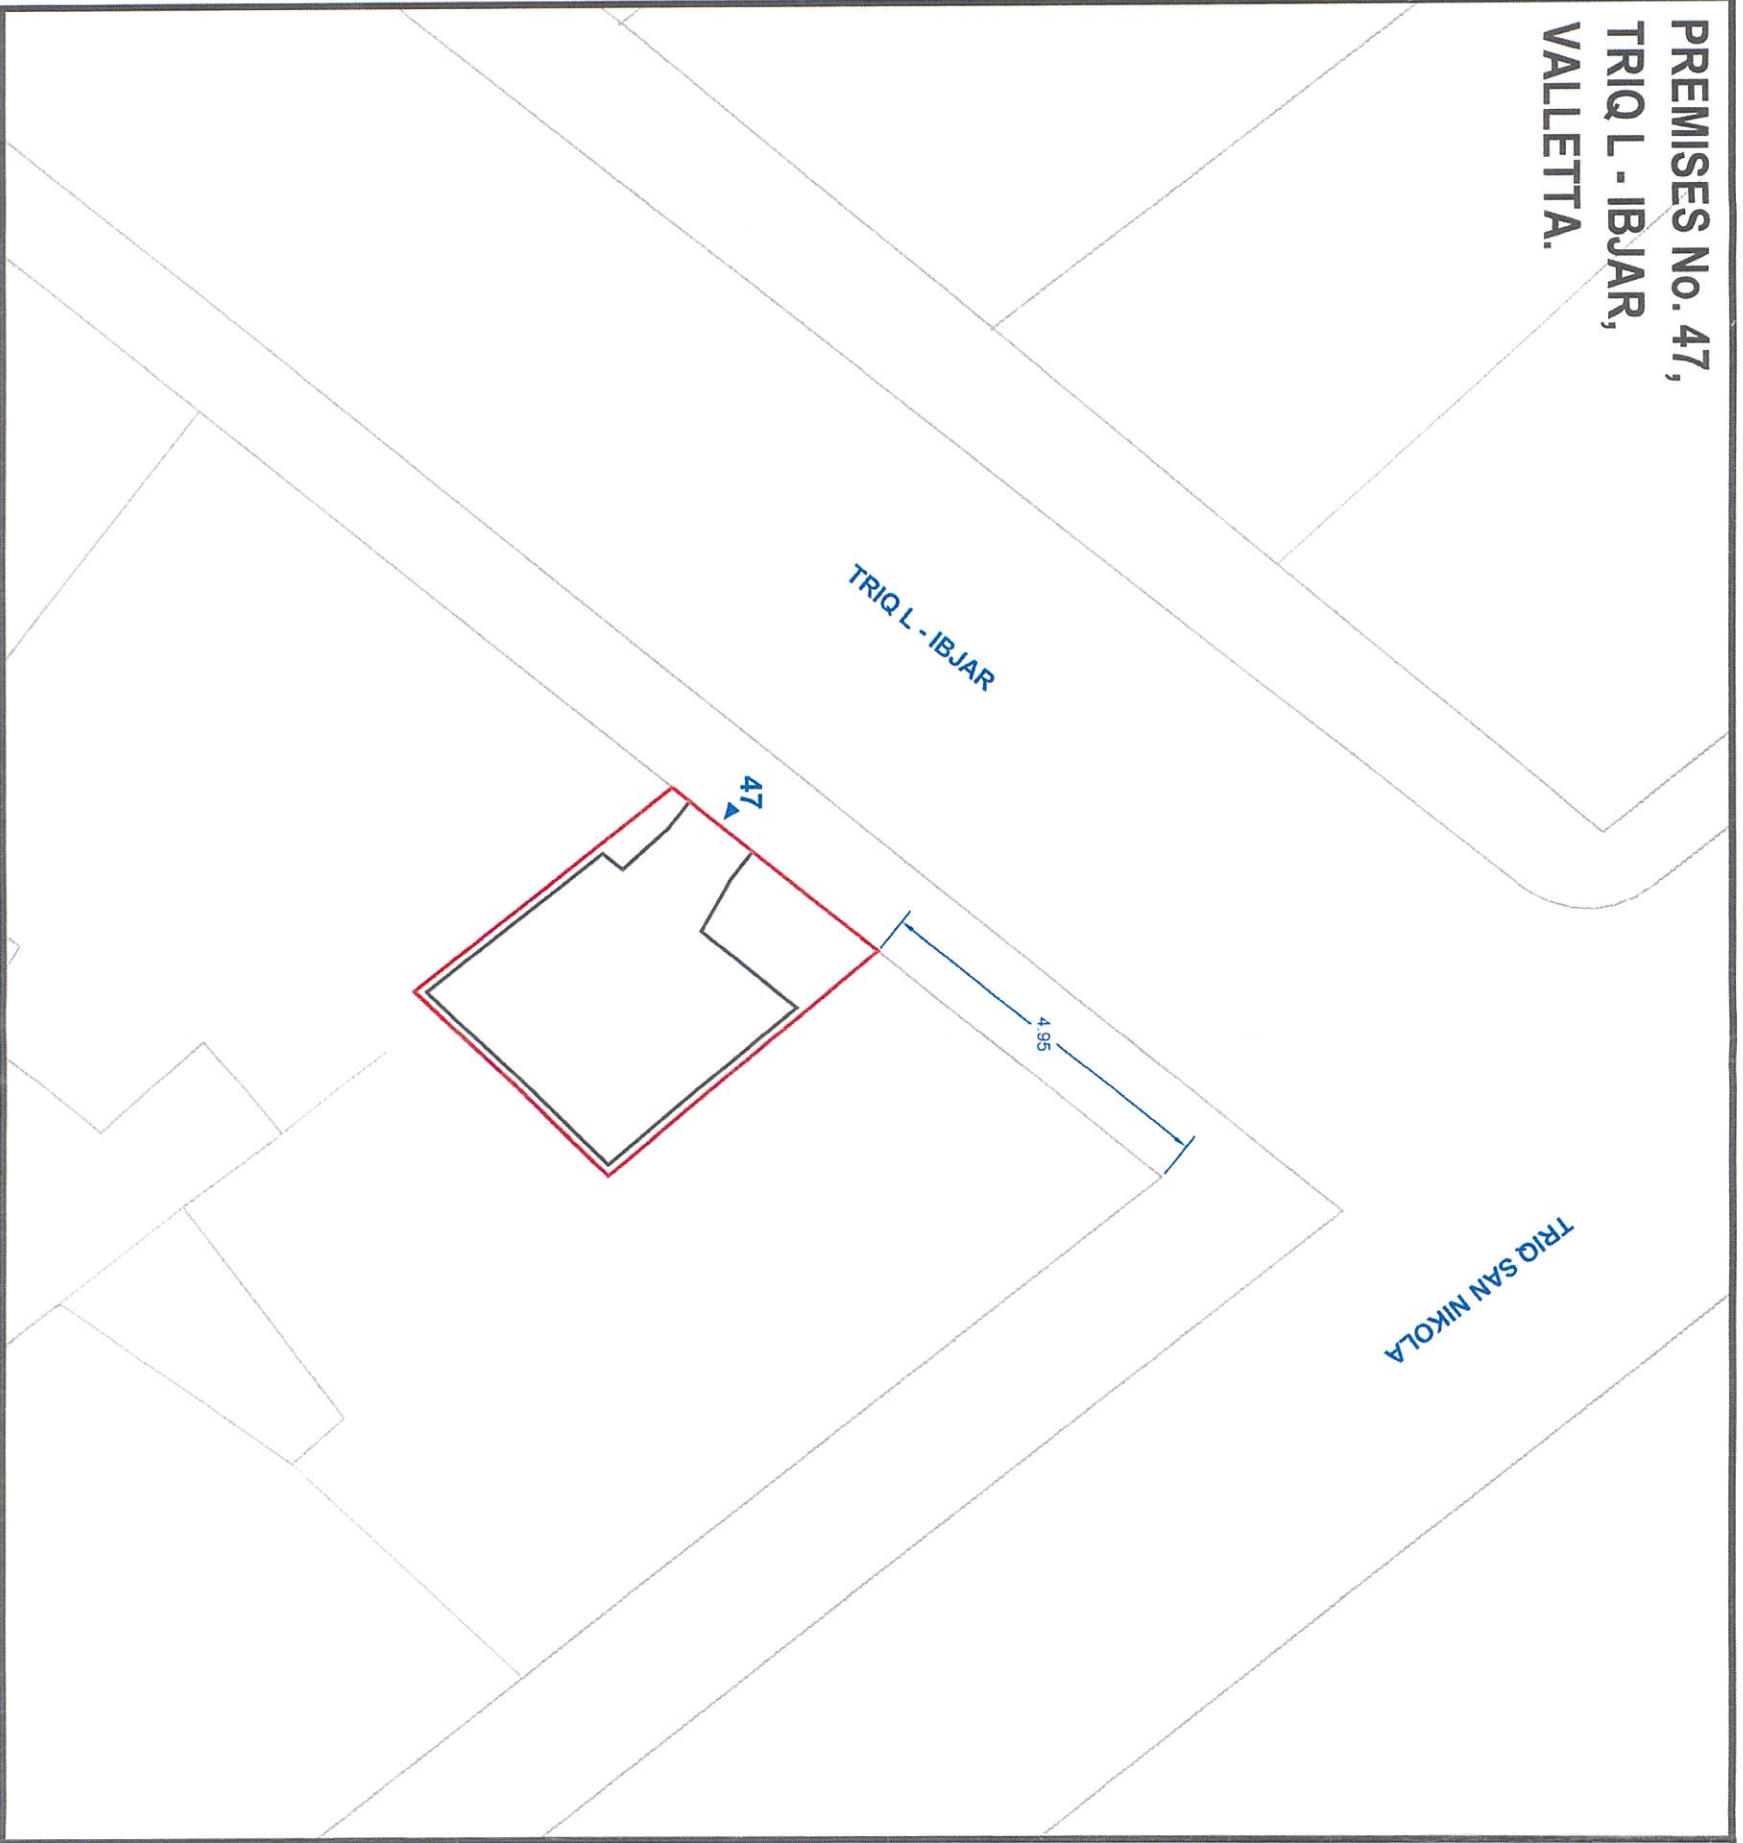 PREMISES No. 47,
TRIQ L - IBJAR,
VALLETTA.
TRIQ L - IBJAR
47
4.95
TRIQ SAN NIKOLA